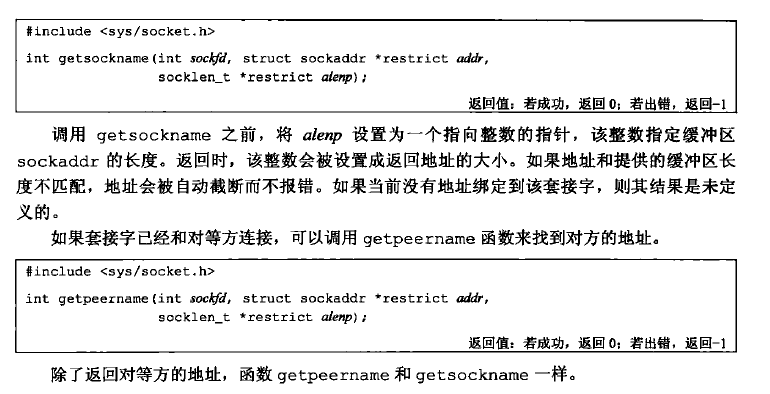 #include <sys/socket.h>
int getsockname(int sockfd, struct sockaddr *restrict addr,
socklen_t *restrict alenp);
返回值：若成功，返回0；若出错，返回-1
调用 getsockname 之前，将 alenp 设置为一个指向整数的指针，该整数指定缓冲区
sockaddr 的长度。返回时，该整数会被设置成返回地址的大小。如果地址和提供的缓冲区长
度不匹配，地址会被自动截断而不报错。如果当前没有地址绑定到该套接字，则其结果是未定
义的。
如果套接字已经和对等方连接，可以调用 getpeername 函数来找到对方的地址。
#include <sys/socket.h>
int getpeername(int sockfd, struct sockaddr *restrict addr,
socklen_t *restrict alenp);
返回值：若成功，返回0；若出错，返回-1
除了返回对等方的地址，函数 getpeername 和 getsockname 一样。